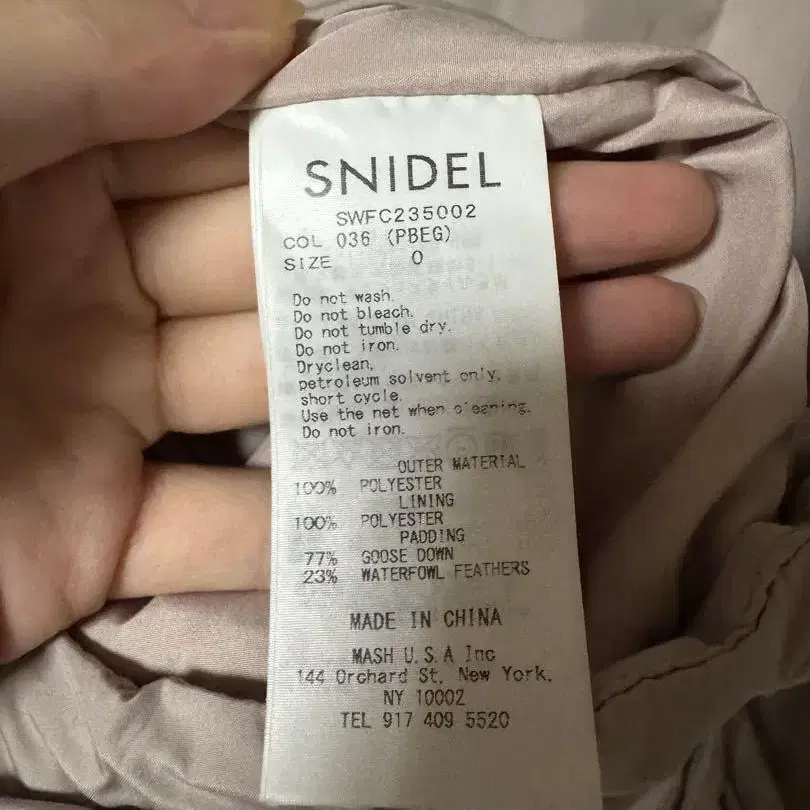 SNIDEL
SWFC235002
COL 036 (PBEG)
SIZE 0
Do not wash.
Do not bleach.
Do not tumble dry.
Do not iron.
Dryclean,
petroleum solvent only,
short cycle.
Use the net when cleaning.
Do not iron.
OUTER MATERIAL
100% POLYESTER
LINING
100% POLYESTER
PADDING
77% GOOSE DOWN
23% WATERFOWL FEATHERS
MADE IN CHINA
MASH U.S.A Inc
144 Orchard St, New York,
NY 10002
TEL 917 409 5520